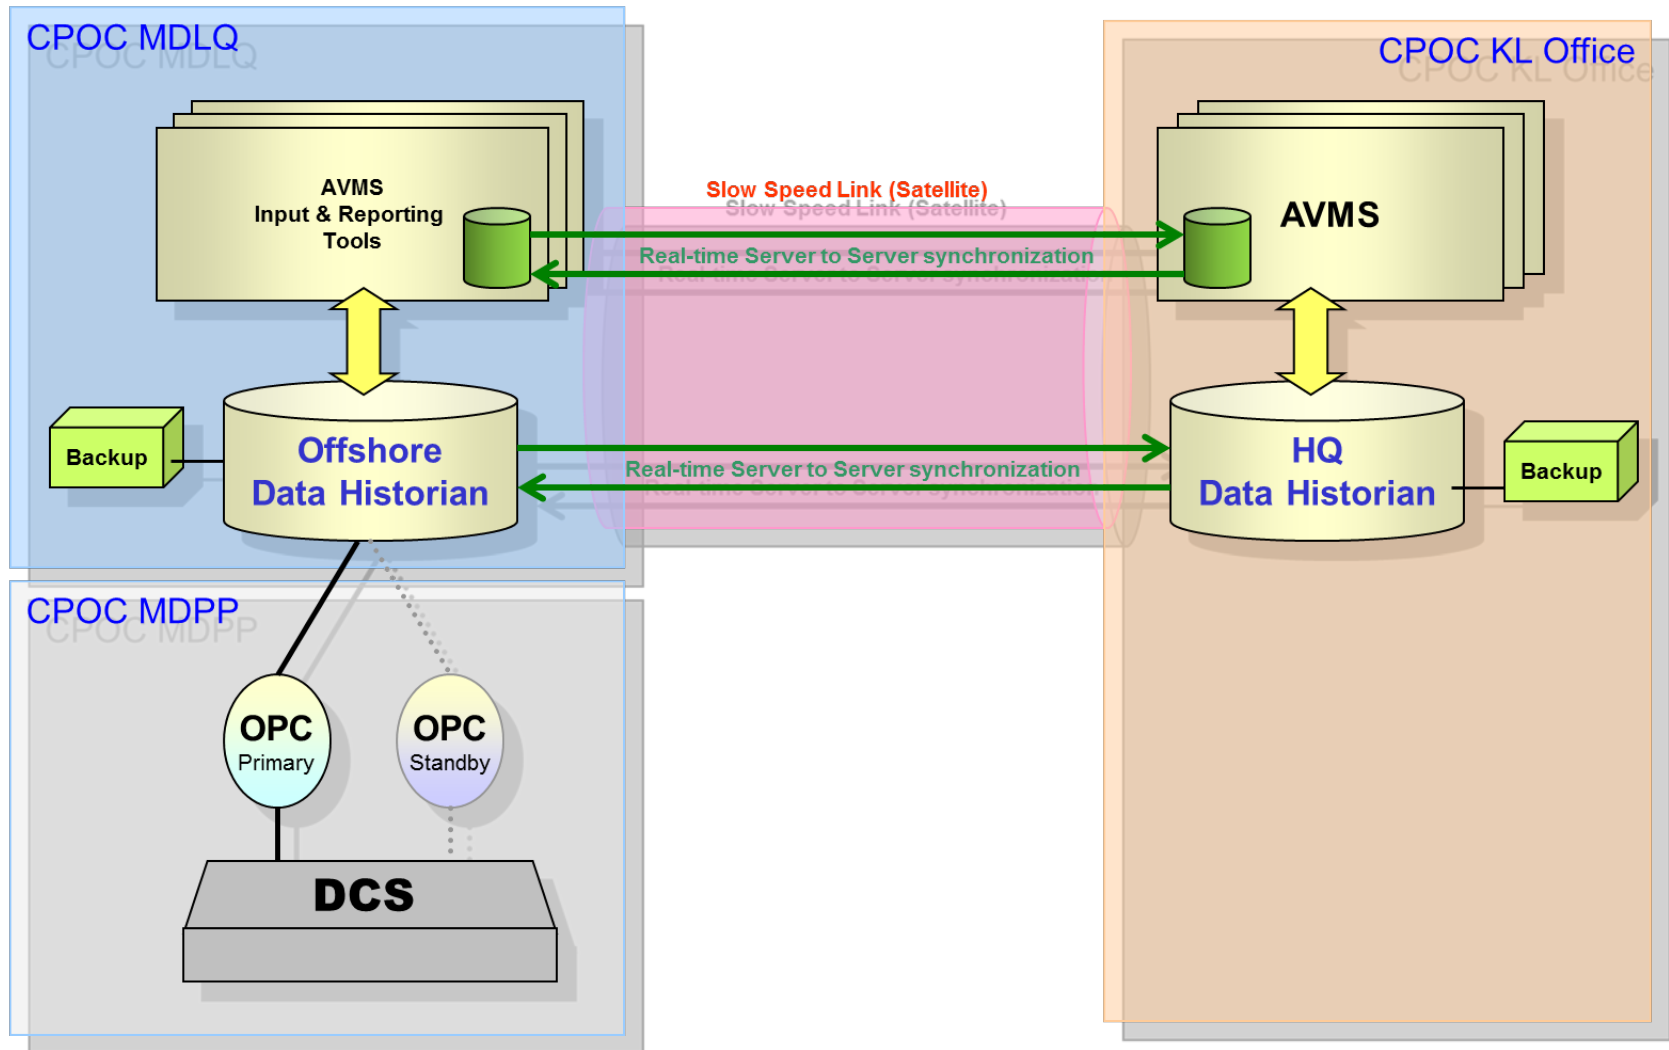 CPOC MDLQ
CPOC KL Office
AVMS
Input & Reporting
Tools
Slow Speed Link (Satellite)
AVMS
Real-time Server to Server synchronization
Backup
Offshore
Data Historian
Real-time Server to Server synchronization
HQ
Data Historian
Backup
CPOC MDPP
OPC
Primary
OPC
Standby
DCS